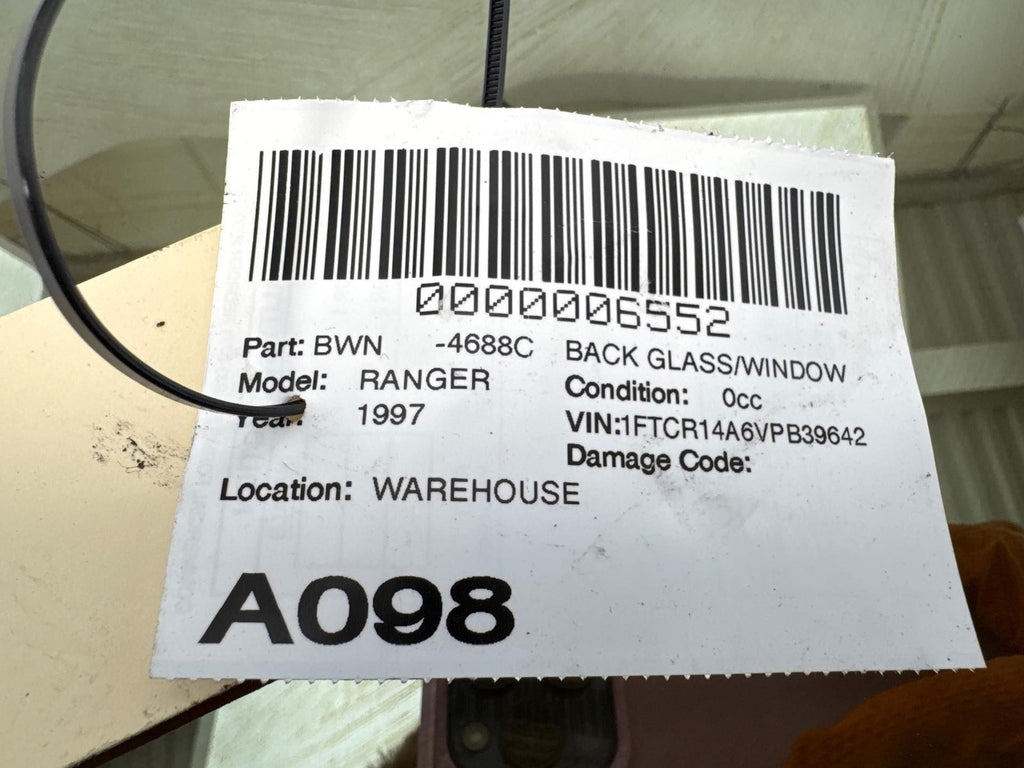 0000006552
Part: BWN -4688C BACK GLASS/WINDOW
Model: RANGER Condition: 0cc
Year: 1997 VIN:1FTCR14A6VPB39642
Damage Code:
Location: WAREHOUSE
A098